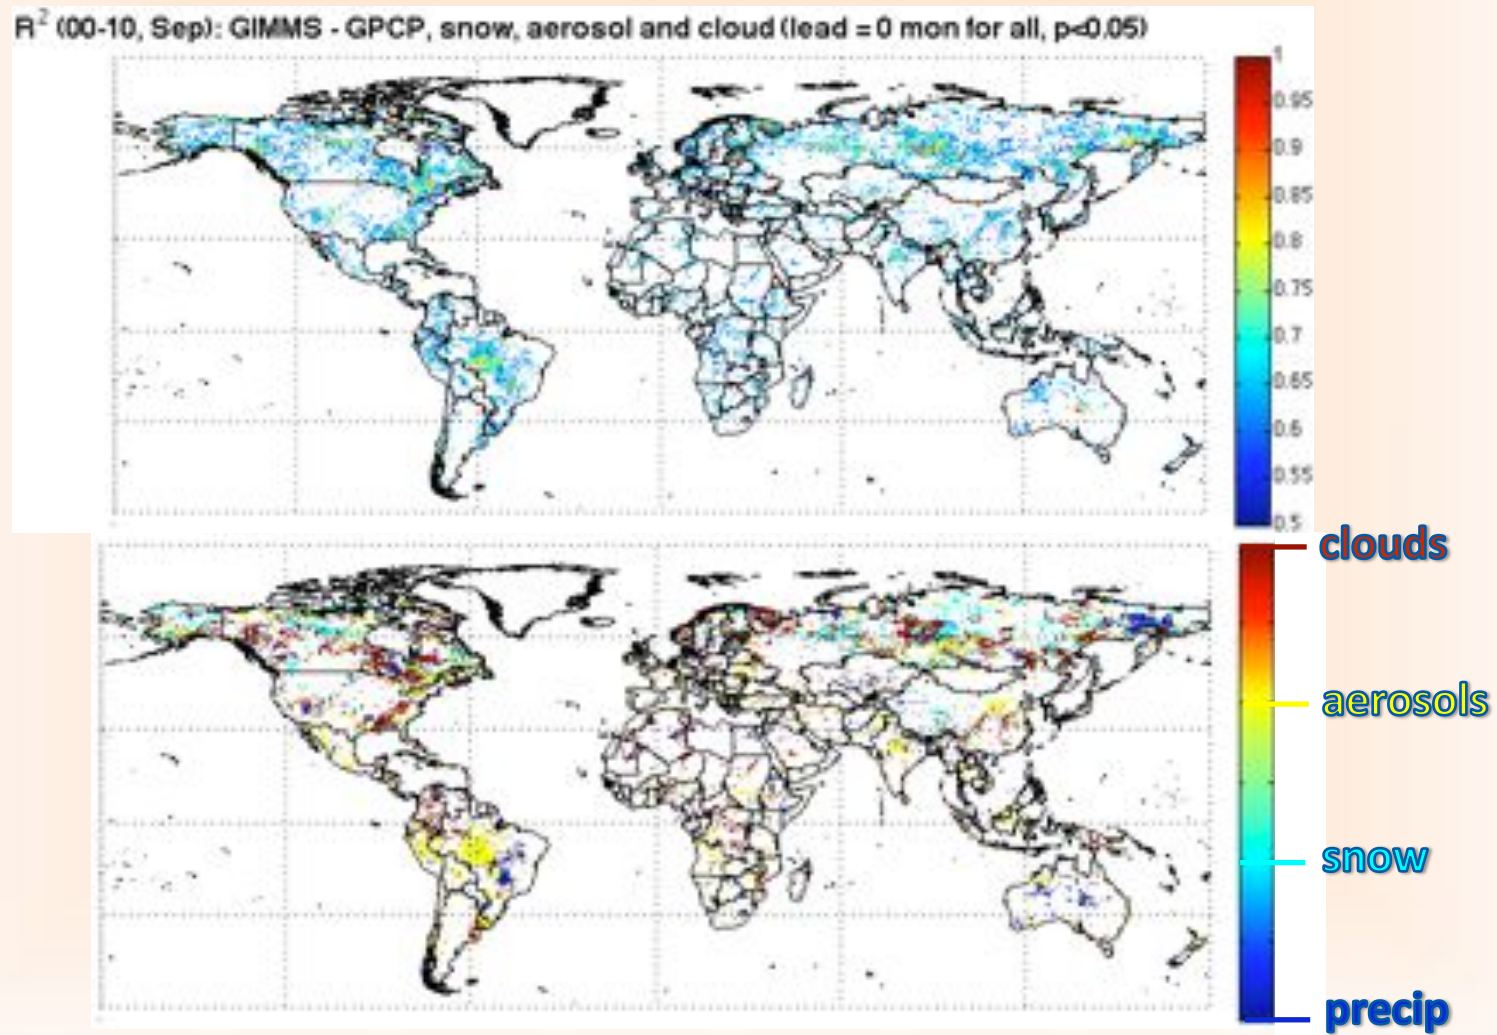 R² (00-10, Sep): GIMMS - GPCP, snow, aerosol and cloud (lead = 0 mon for all, p<0.05)
1
0.95
0.9
0.85
0.8
0.75
0.7
0.65
0.6
0.55
0.5
clouds
aerosols
snow
precip